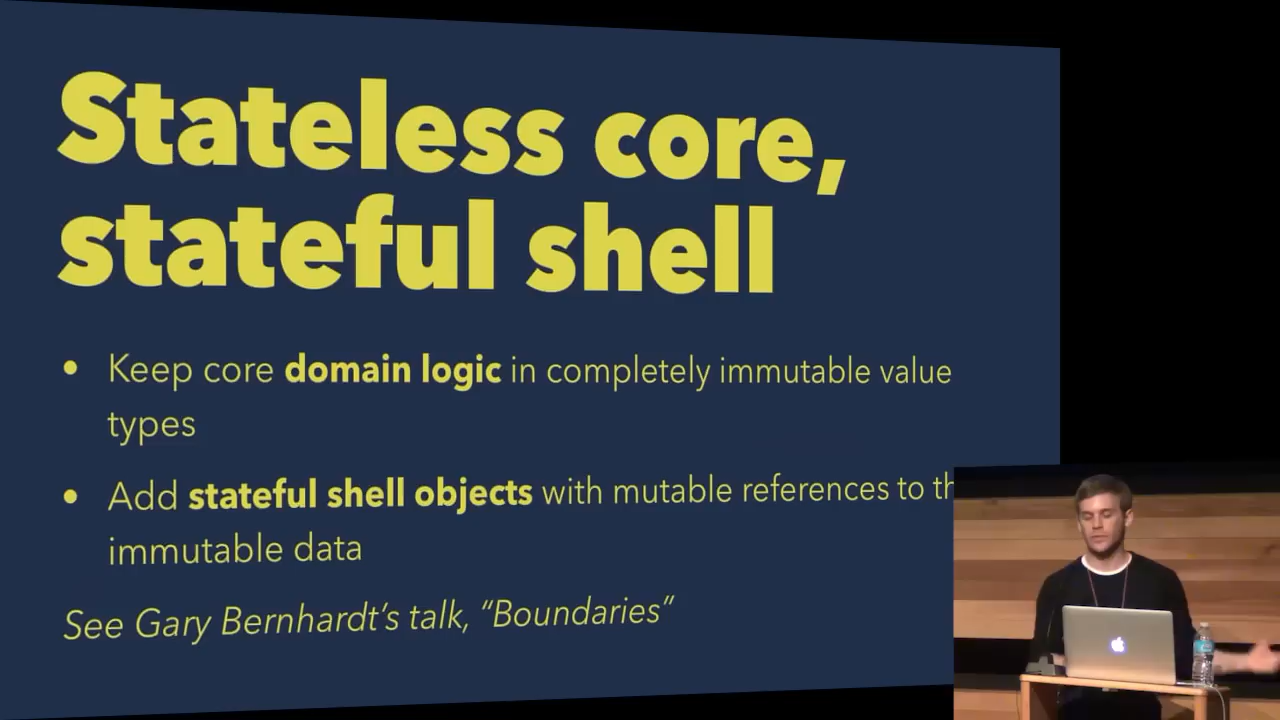 Stateless core,
stateful shell
• Keep core domain logic in completely immutable value
types
• Add stateful shell objects with mutable references to
immutable data
See Gary Bernhardt’s talk, “Boundaries”